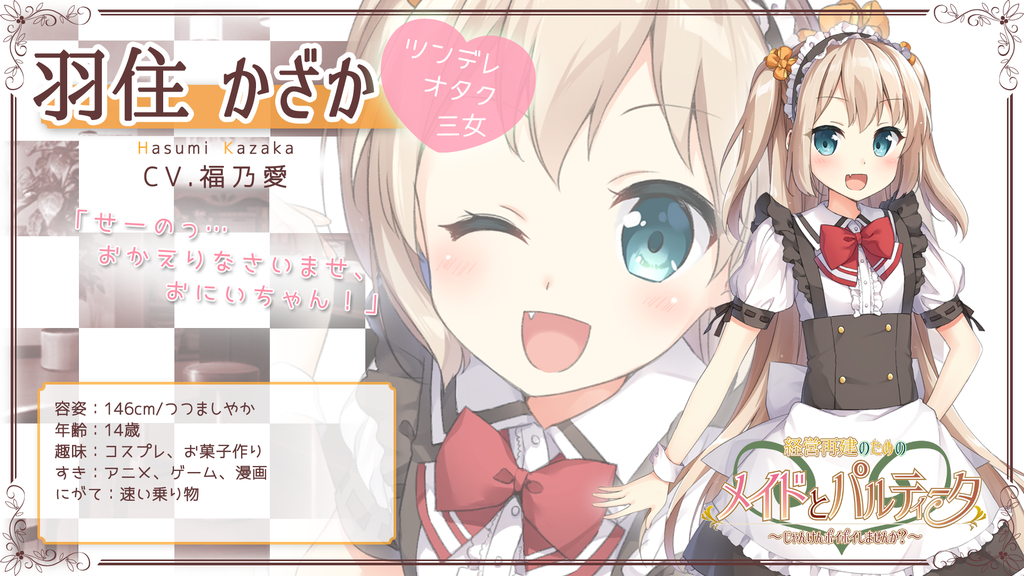 羽住 かざか
ツンデレ
オタク
三女
Hasumi Kazaka
CV.福乃愛
「せーのっ…
おかえりなさいませ、
おにいちゃん！」
容姿：146cm/つつましやか
年齢：14歳
趣味：コスプレ、お菓子作り
すき：アニメ、ゲーム、漫画
にがて：速い乗り物
経営再建のための
メイドとパルティータ
～じゃんけんポイポイしませんか？～